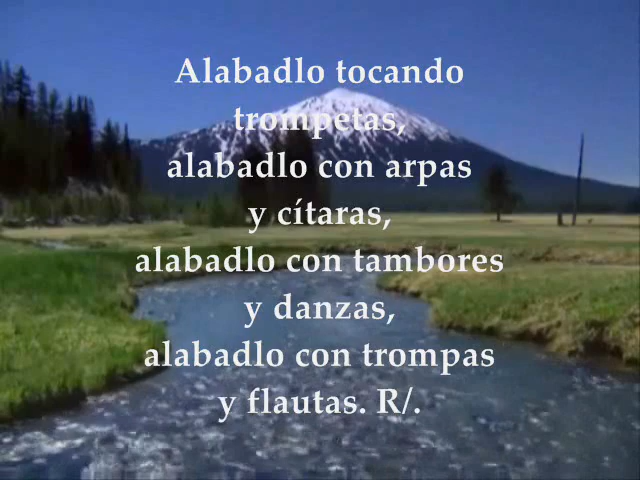 Alabadlo tocando
trompetas,
alabadlo con arpas
y cítaras,
alabadlo con tambores
y danzas,
alabadlo con trompas
y flautas. R/.